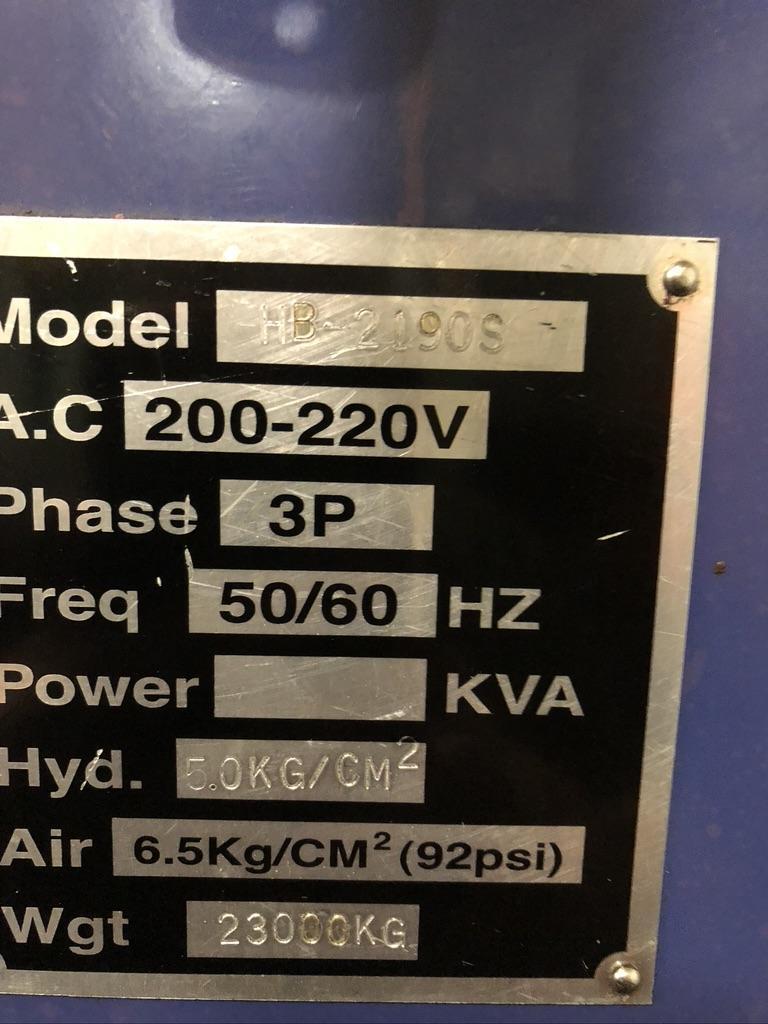 Model HB-2190S -
A.C 200-220V
Phase 3P
Freq 50/60 HZ
Power KVA
Hyd. 5.0KG/CM²
Air 6.5Kg/CM² (92psi)
Wgt 23000KG